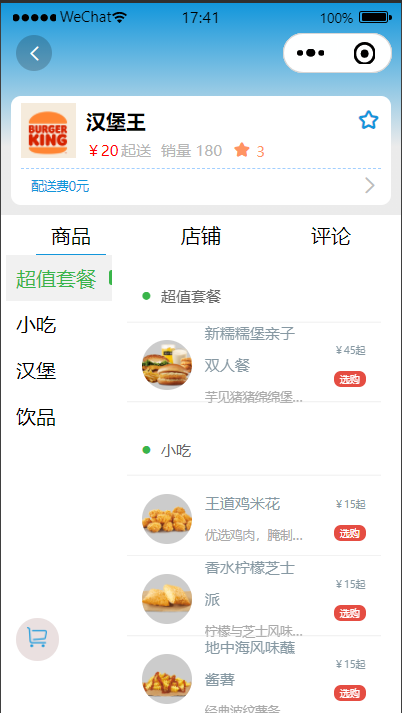 WeChat 17:41 100%
BURGER
KING
汉堡王
￥20起送 销量 180 3
配送费0元
商品 店铺 评论
超值套餐
小吃
汉堡
饮品
超值套餐
新糯糯堡亲子
双人餐
￥45起
芋见猪猪绵绵堡...
选购
小吃
王道鸡米花
￥15起
优选鸡肉，腌制...
选购
香水柠檬芝士
派
￥15起
柠檬与芝士风味...
选购
地中海风味蘸
酱薯
￥15起
经典波纹薯条
选购